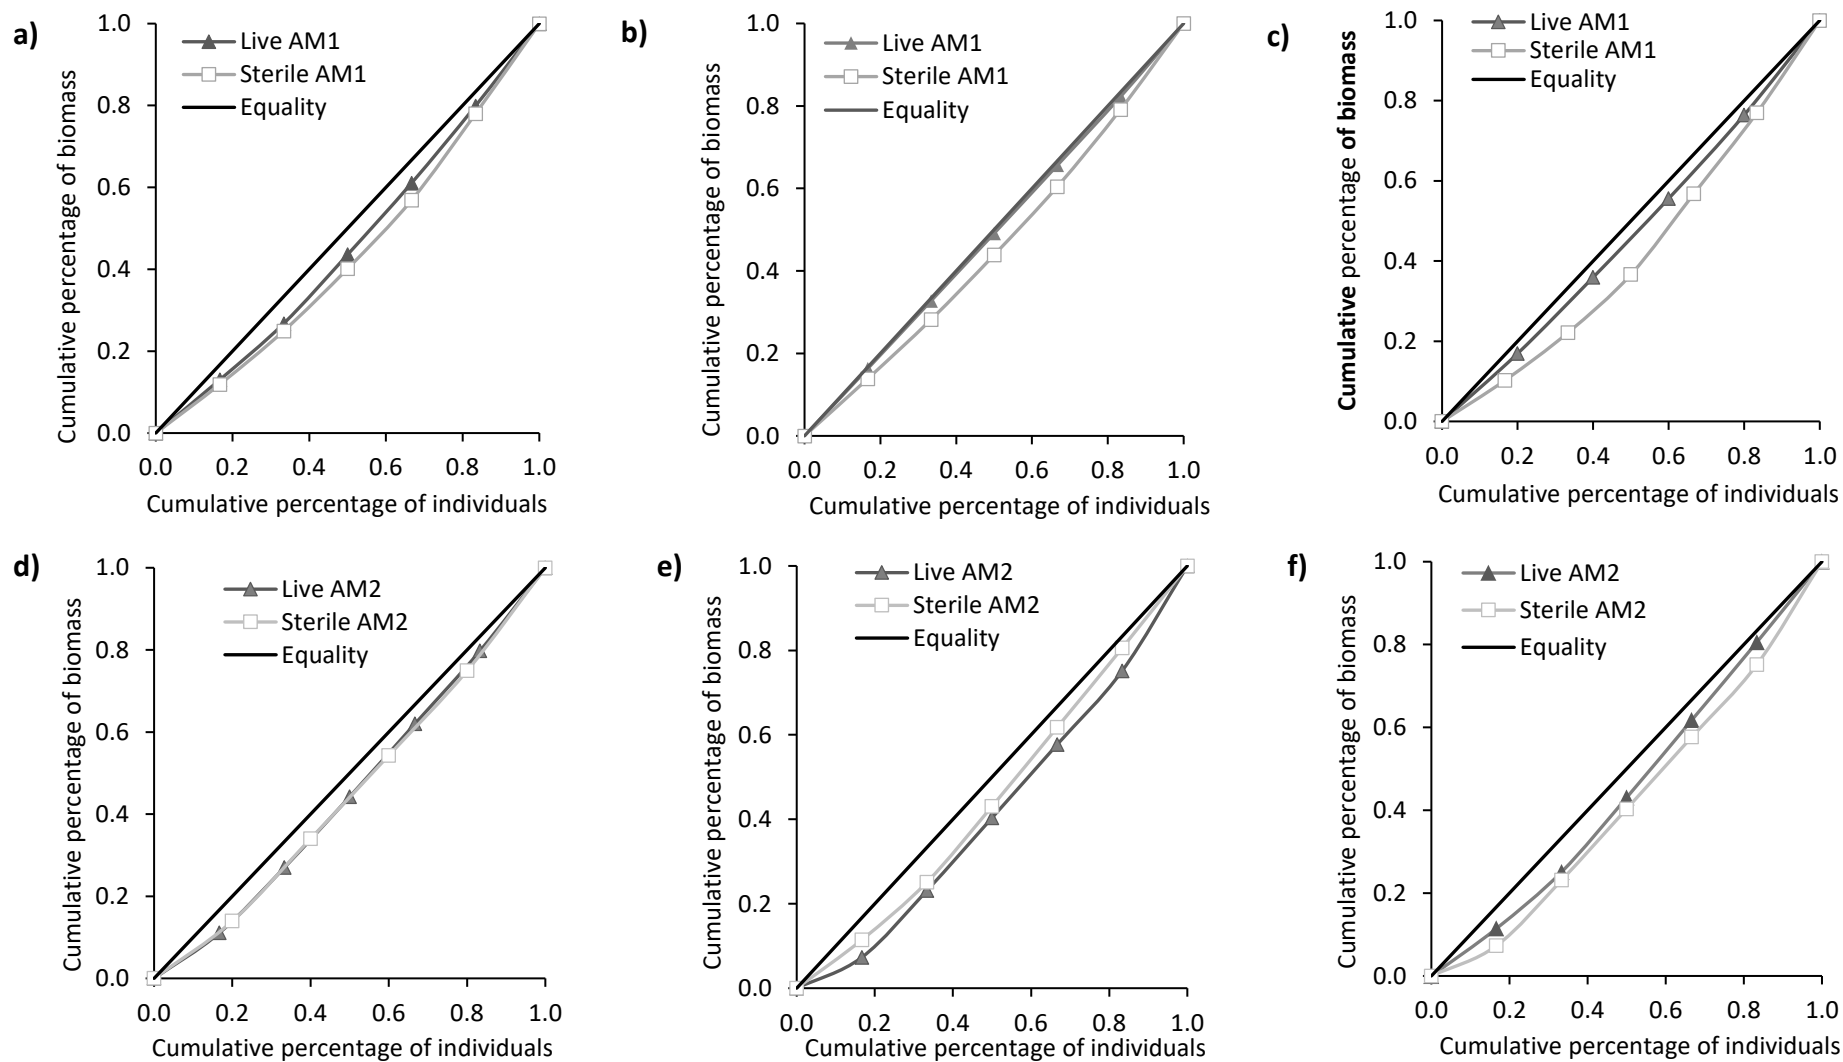 a)
Live AM1
Sterile AM1
Equality
1.0
0.8
0.6
0.4
0.2
0.0
0.0 0.2 0.4 0.6 0.8 1.0
Cumulative percentage of biomass
Cumulative percentage of individuals
b)
Live AM1
Sterile AM1
Equality
1.0
0.8
0.6
0.4
0.2
0.0
0.0 0.2 0.4 0.6 0.8 1.0
Cumulative percentage of biomass
Cumulative percentage of individuals
c)
Live AM1
Sterile AM1
Equality
1.0
0.8
0.6
0.4
0.2
0.0
0.0 0.2 0.4 0.6 0.8 1.0
Cumulative percentage of biomass
Cumulative percentage of individuals
d)
Live AM2
Sterile AM2
Equality
1.0
0.8
0.6
0.4
0.2
0.0
0.0 0.2 0.4 0.6 0.8 1.0
Cumulative percentage of biomass
Cumulative percentage of individuals
e)
Live AM2
Sterile AM2
Equality
1.0
0.8
0.6
0.4
0.2
0.0
0.0 0.2 0.4 0.6 0.8 1.0
Cumulative percentage of biomass
Cumulative percentage of individuals
f)
Live AM2
Sterile AM2
Equality
1.0
0.8
0.6
0.4
0.2
0.0
0.0 0.2 0.4 0.6 0.8 1.0
Cumulative percentage of biomass
Cumulative percentage of individuals